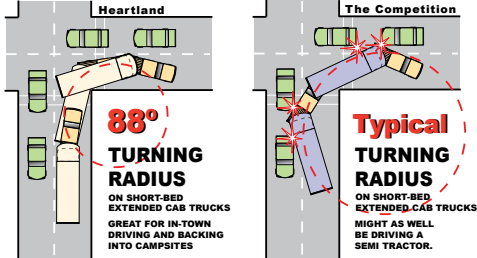 Heartland
88º
TURNING
RADIUS
ON SHORT-BED
EXTENDED CAB TRUCKS
GREAT FOR IN-TOWN
DRIVING AND BACKING
INTO CAMPSITES
The Competition
Typical
TURNING
RADIUS
ON SHORT-BED
EXTENDED CAB TRUCKS
MIGHT AS WELL
BE DRIVING A
SEMI TRACTOR.